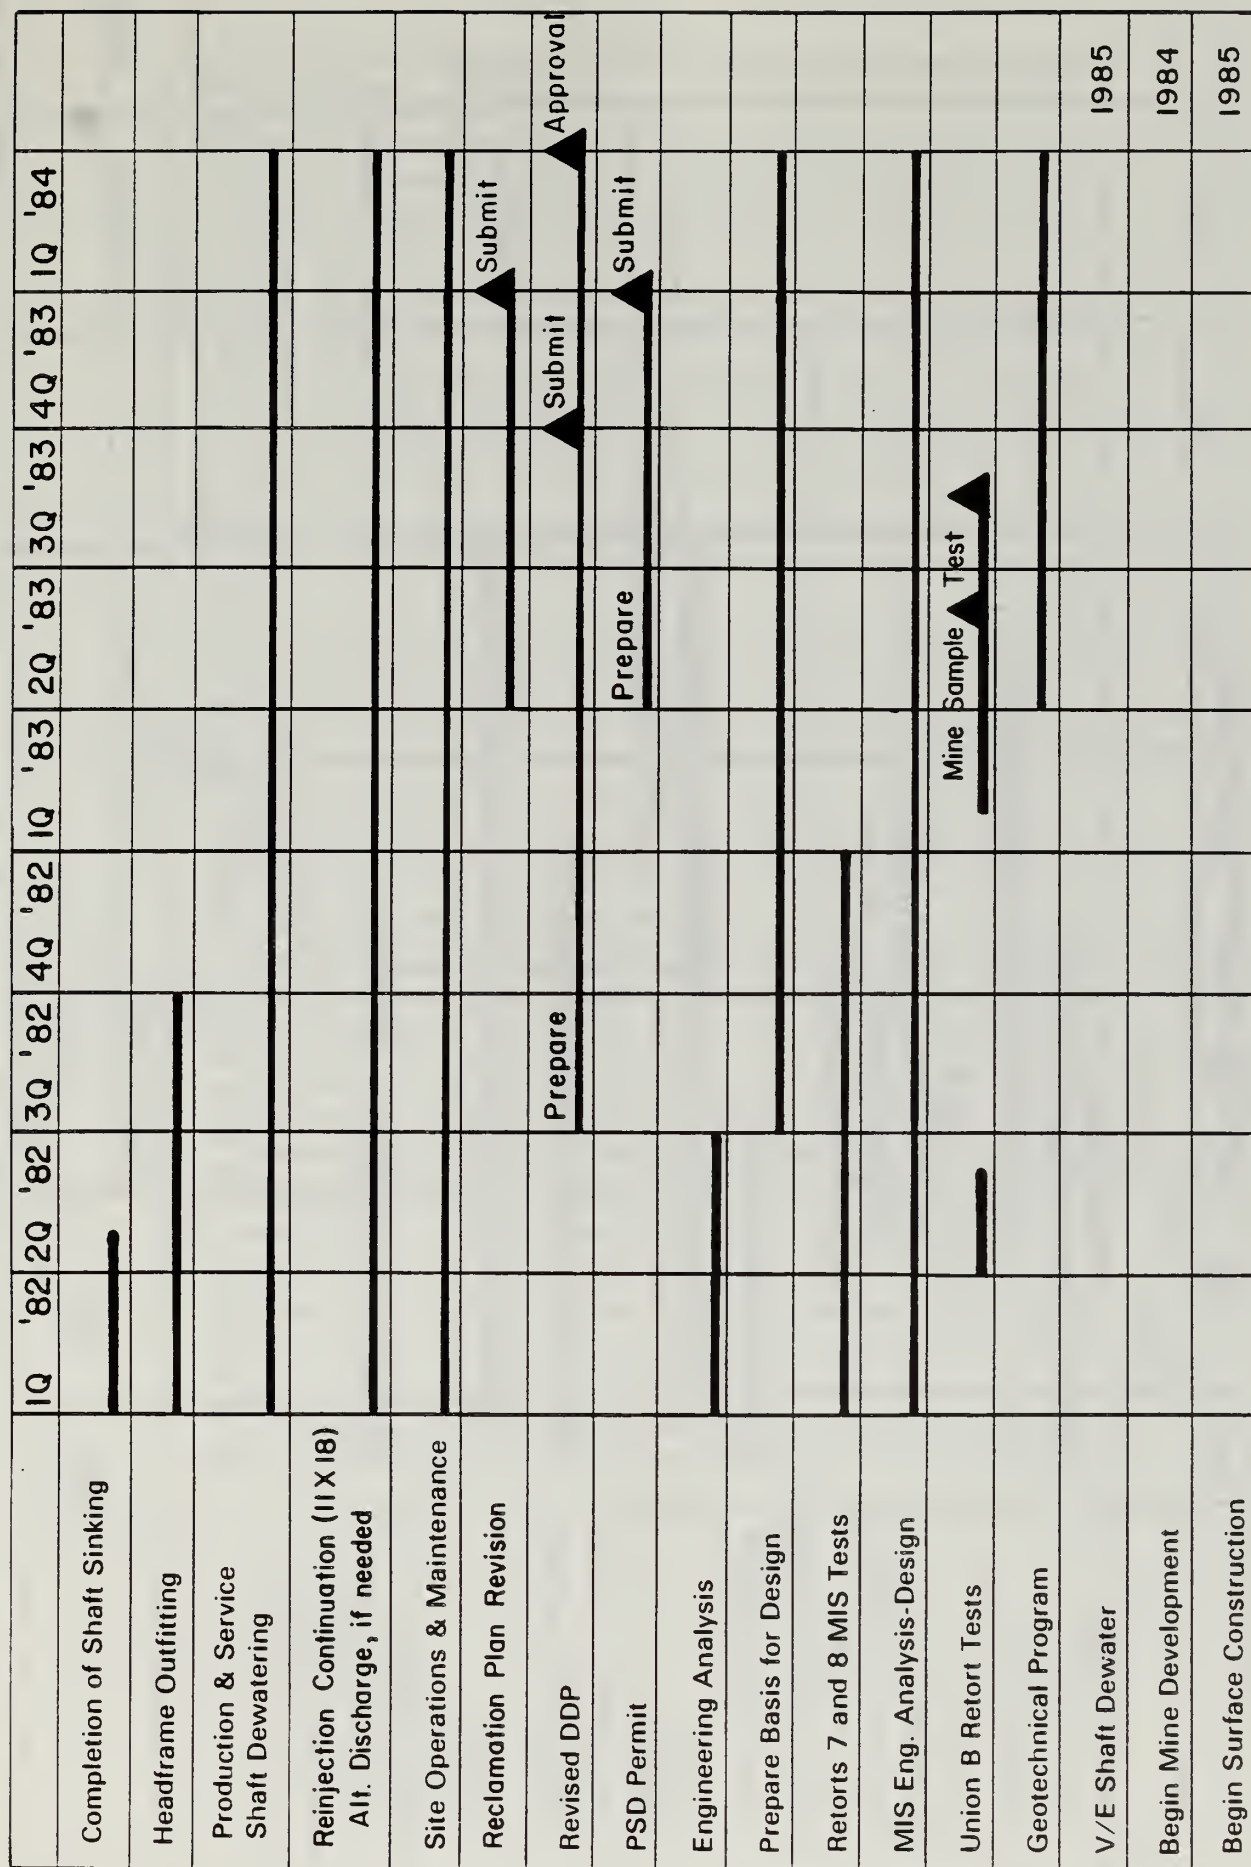 1Q '82 2Q '82 3Q '82 4Q '82 1Q '83 2Q '83 3Q '83 4Q '83 1Q '84
Completion of Shaft Sinking
Headframe Outfitting
Production & Service
Shaft Dewatering
Reinjection Continuation (11 X 18)
Alt. Discharge, if needed
Site Operations & Maintenance
Reclamation Plan Revision Submit
Revised DDP Prepare Submit Approval
PSD Permit Prepare Submit
Engineering Analysis
Prepare Basis for Design
Retorts 7 and 8 MIS Tests
MIS Eng. Analysis-Design
Union B Retort Tests Mine Sample Test
Geotechnical Program
V/E Shaft Dewater 1985
Begin Mine Development 1984
Begin Surface Construction 1985